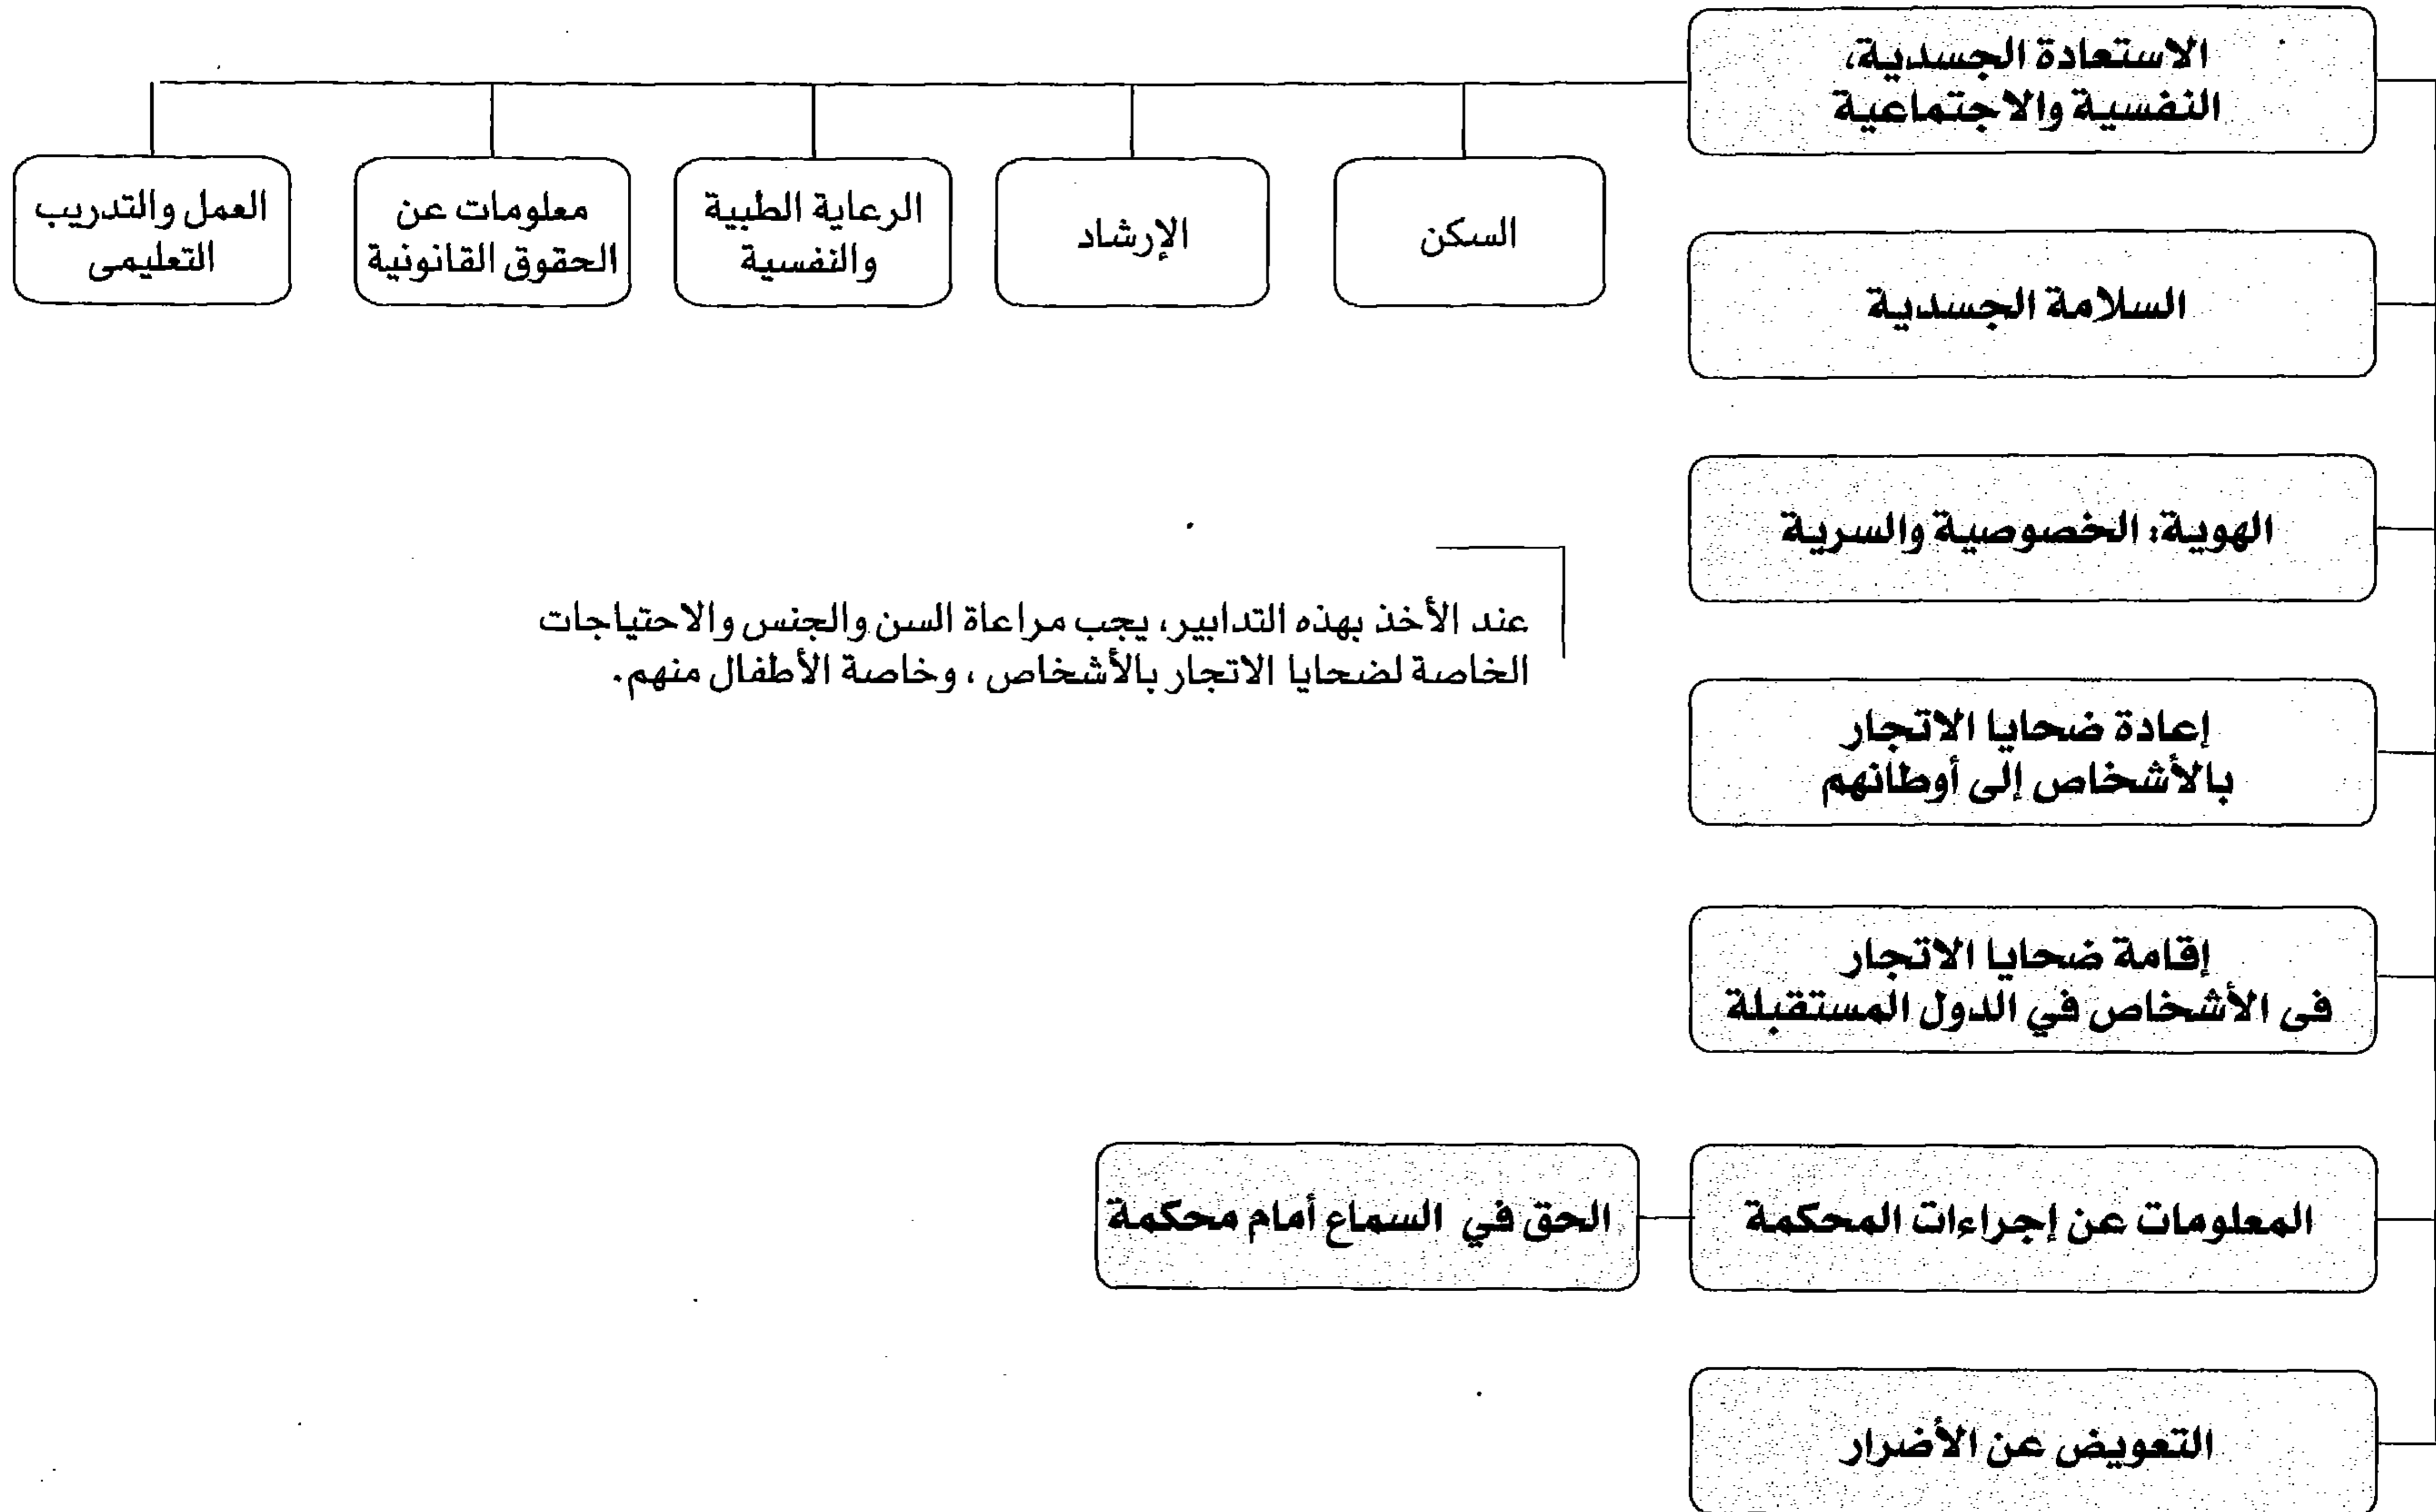 الاستعادة الجسدية،
النفسية والاجتماعية
السكن
الإرشاد
الرعاية الطبية
والنفسية
معلومات عن
الحقوق القانونية
العمل والتدريب
التعليمى
السلامة الجسدية
الهوية: الخصوصية والسرية
عند الأخذ بهذه التدابير، يجب مراعاة السن والجنس والاحتياجات
الخاصة لضحايا الاتجار بالأشخاص، وخاصة الأطفال منهم.
إعادة ضحايا الاتجار
بالأشخاص إلى أوطانهم
إقامة ضحايا الاتجار
فى الأشخاص في الدول المستقبلة
المعلومات عن إجراءات المحكمة
الحق في السماع أمام محكمة
التعويض عن الأضرار